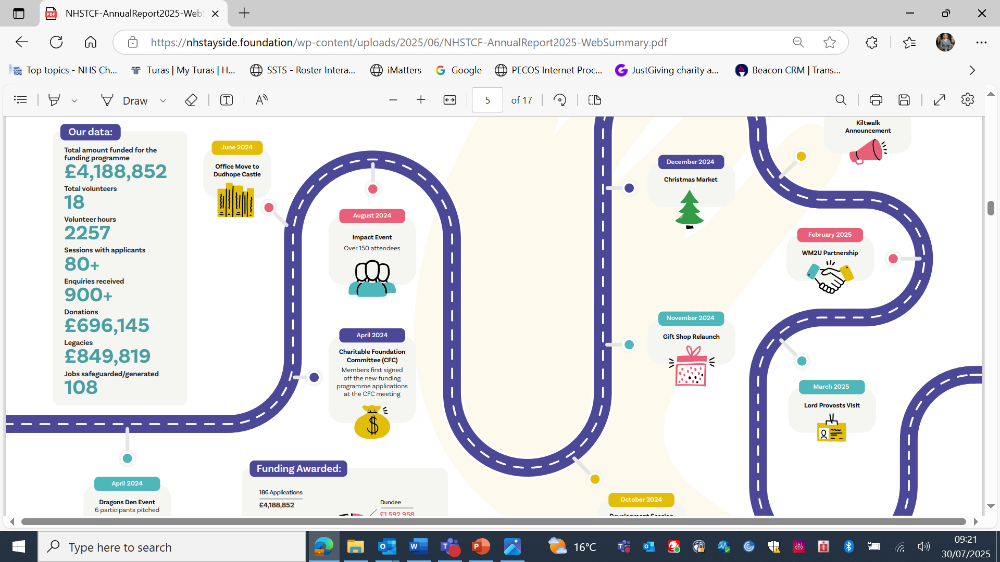 NHSTCF-AnnualReport2025-Web
https://nhstayside.foundation/wp-content/uploads/2025/06/NHSTCF-AnnualReport2025-WebSummary.pdf
Top topics - NHS Ch...
Turas | My Turas | H...
SSTS - Roster Intera...
iMatters
Google
PECOS Internet Proc...
JustGiving charity a...
Beacon CRM | Trans...
Draw
5
of 17
Our data:
Total amount funded for the
funding programme
£4,188,852
Total volunteers
18
Volunteer hours
2257
Sessions with applicants
80+
Enquiries received
900+
Donations
£696,145
Legacies
£849,819
Jobs safeguarded/generated
108
June 2024
Office Move to
Dudhope Castle
August 2024
Impact Event
Over 150 attendees
April 2024
Charitable Foundation
Committee (CFC)
Members first signed
off the new funding
programme applications
at the CFC meeting
$
April 2024
Dragons Den Event
6 participants pitched
Funding Awarded:
186 Applications
£4,188,852
Dundee
£1,592,958
December 2024
Christmas Market
November 2024
Gift Shop Relaunch
October 2024
Development Session
Kiltwalk
Announcement
February 2025
WM2U Partnership
March 2025
Lord Provosts Visit
Type here to search
16°C
09:21
30/07/2025